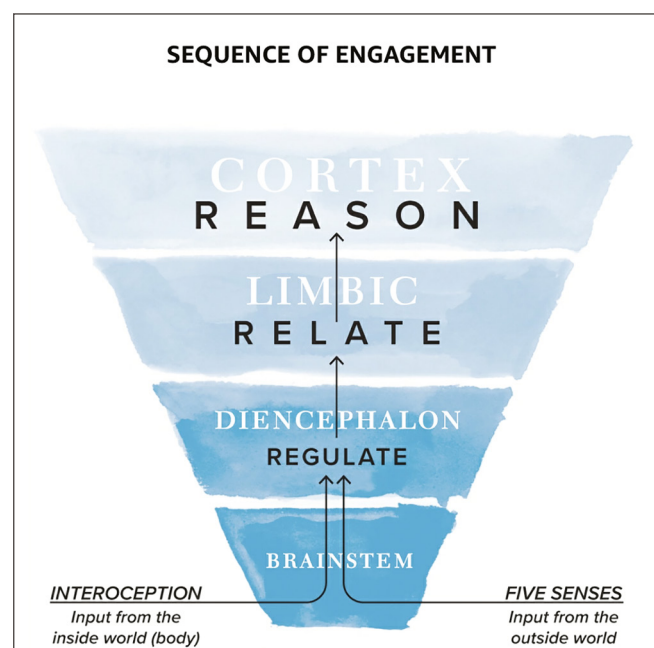 SEQUENCE OF ENGAGEMENT
CORTEX
REASON
LIMBIC
RELATE
DIENCEPHALON
REGULATE
BRAINSTEM
INTEROCEPTION
Input from the
inside world (body)
FIVE SENSES
Input from the
outside world